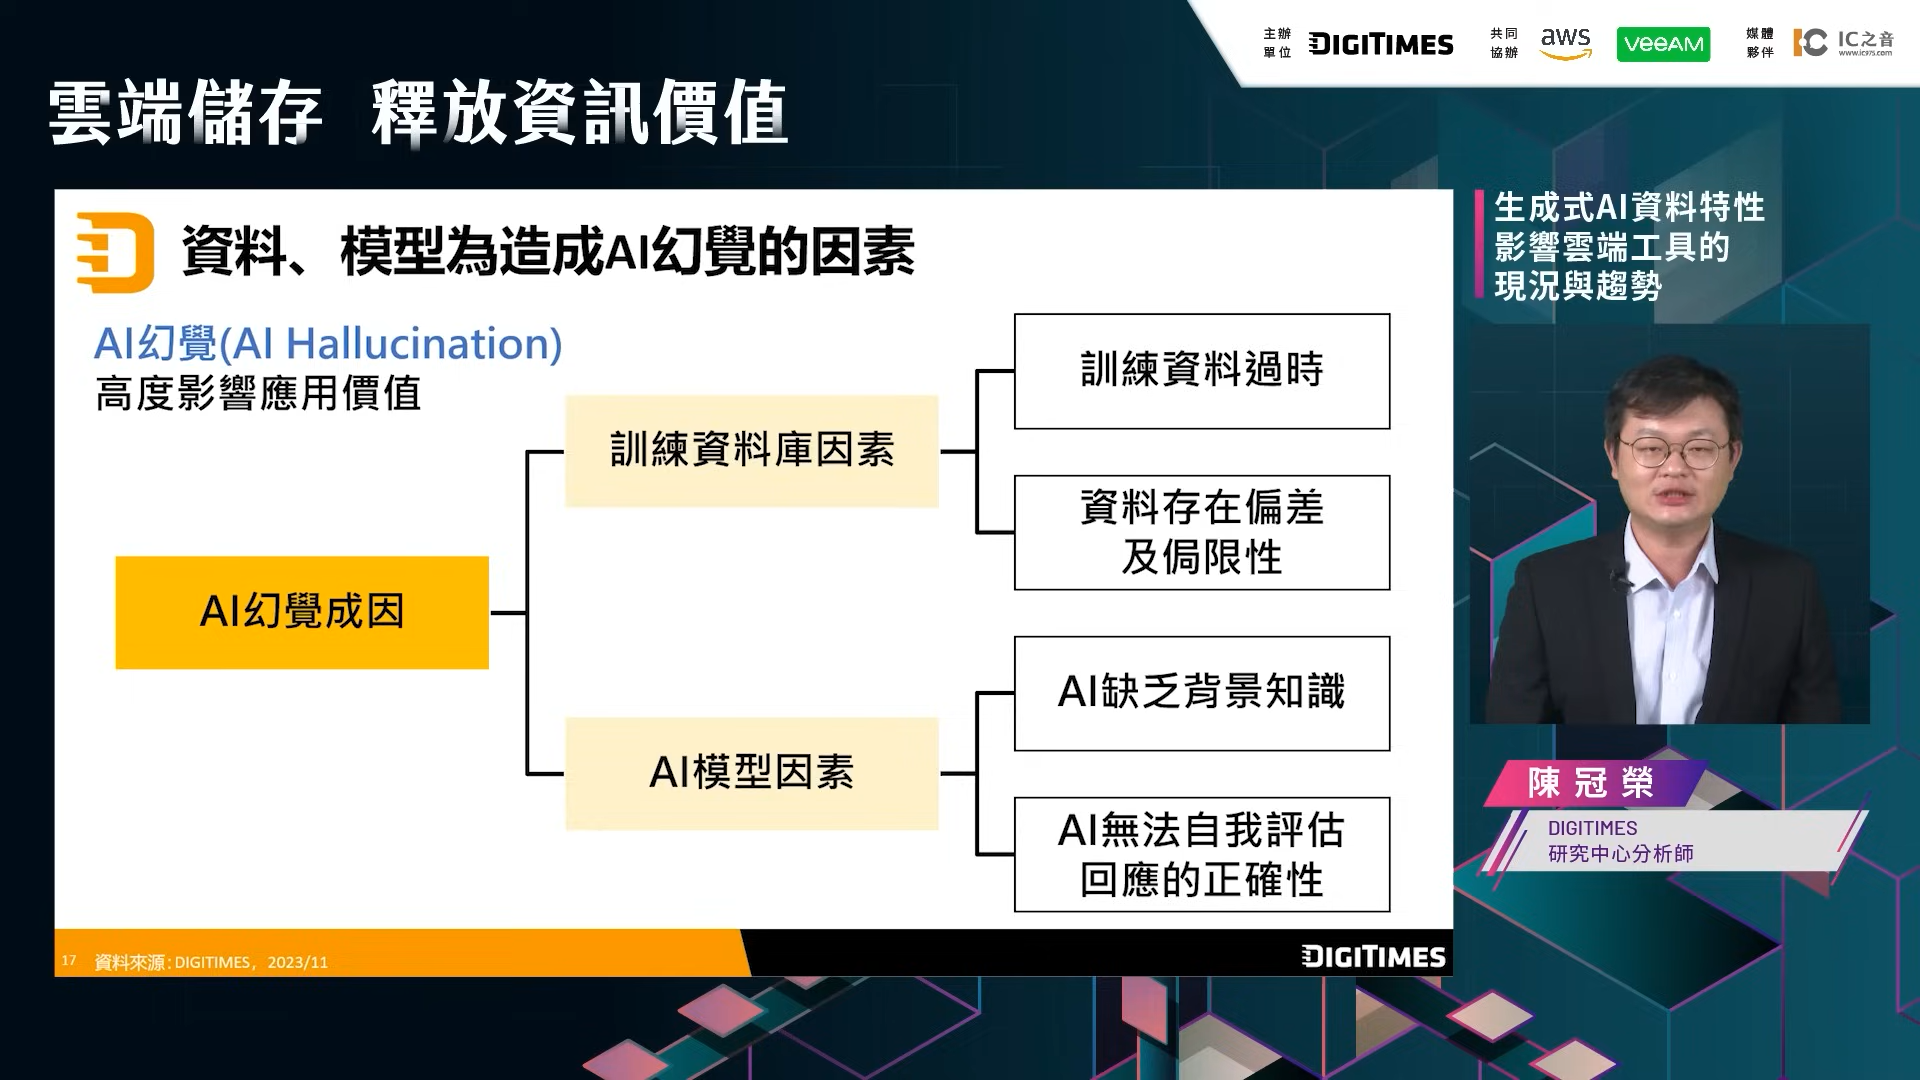 主辦
單位
DIGITIMES
共同
協辦
aws
veeAM
媒體
夥伴
IC之音
www.ic975.com
雲端儲存 釋放資訊價值
資料、模型為造成AI幻覺的因素
AI幻覺(AI Hallucination)
高度影響應用價值
AI幻覺成因
訓練資料庫因素
訓練資料過時
資料存在偏差
及侷限性
AI模型因素
AI缺乏背景知識
AI無法自我評估
回應的正確性
17 資料來源:DIGITIMES，2023/11
DIGITIMES
生成式AI資料特性
影響雲端工具的
現況與趨勢
陳冠榮
DIGITIMES
研究中心分析師